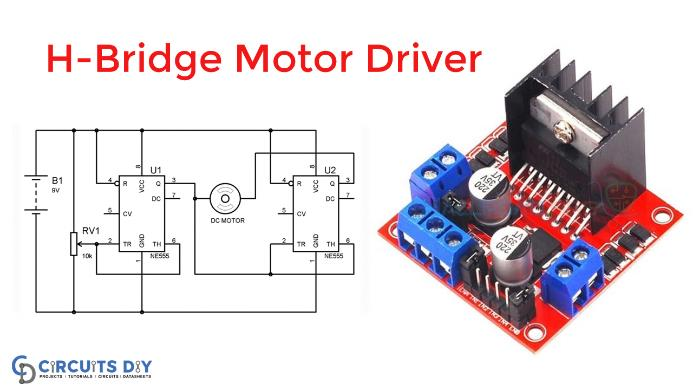 H-Bridge Motor Driver
B1
9V
RV1
10k
U1
4
R
8
VCC
Q
3
DC
7
5
CV
2
TR
GND
1
TH
6
NE555
DC MOTOR
U2
4
R
8
VCC
Q
3
DC
7
5
CV
2
TR
GND
1
TH
6
NE555
220
35V
VT
220
35V
VT
CIRCUITS DIY
PROJECTS | TUTORIALS | CIRCUITS | DATASHEETS